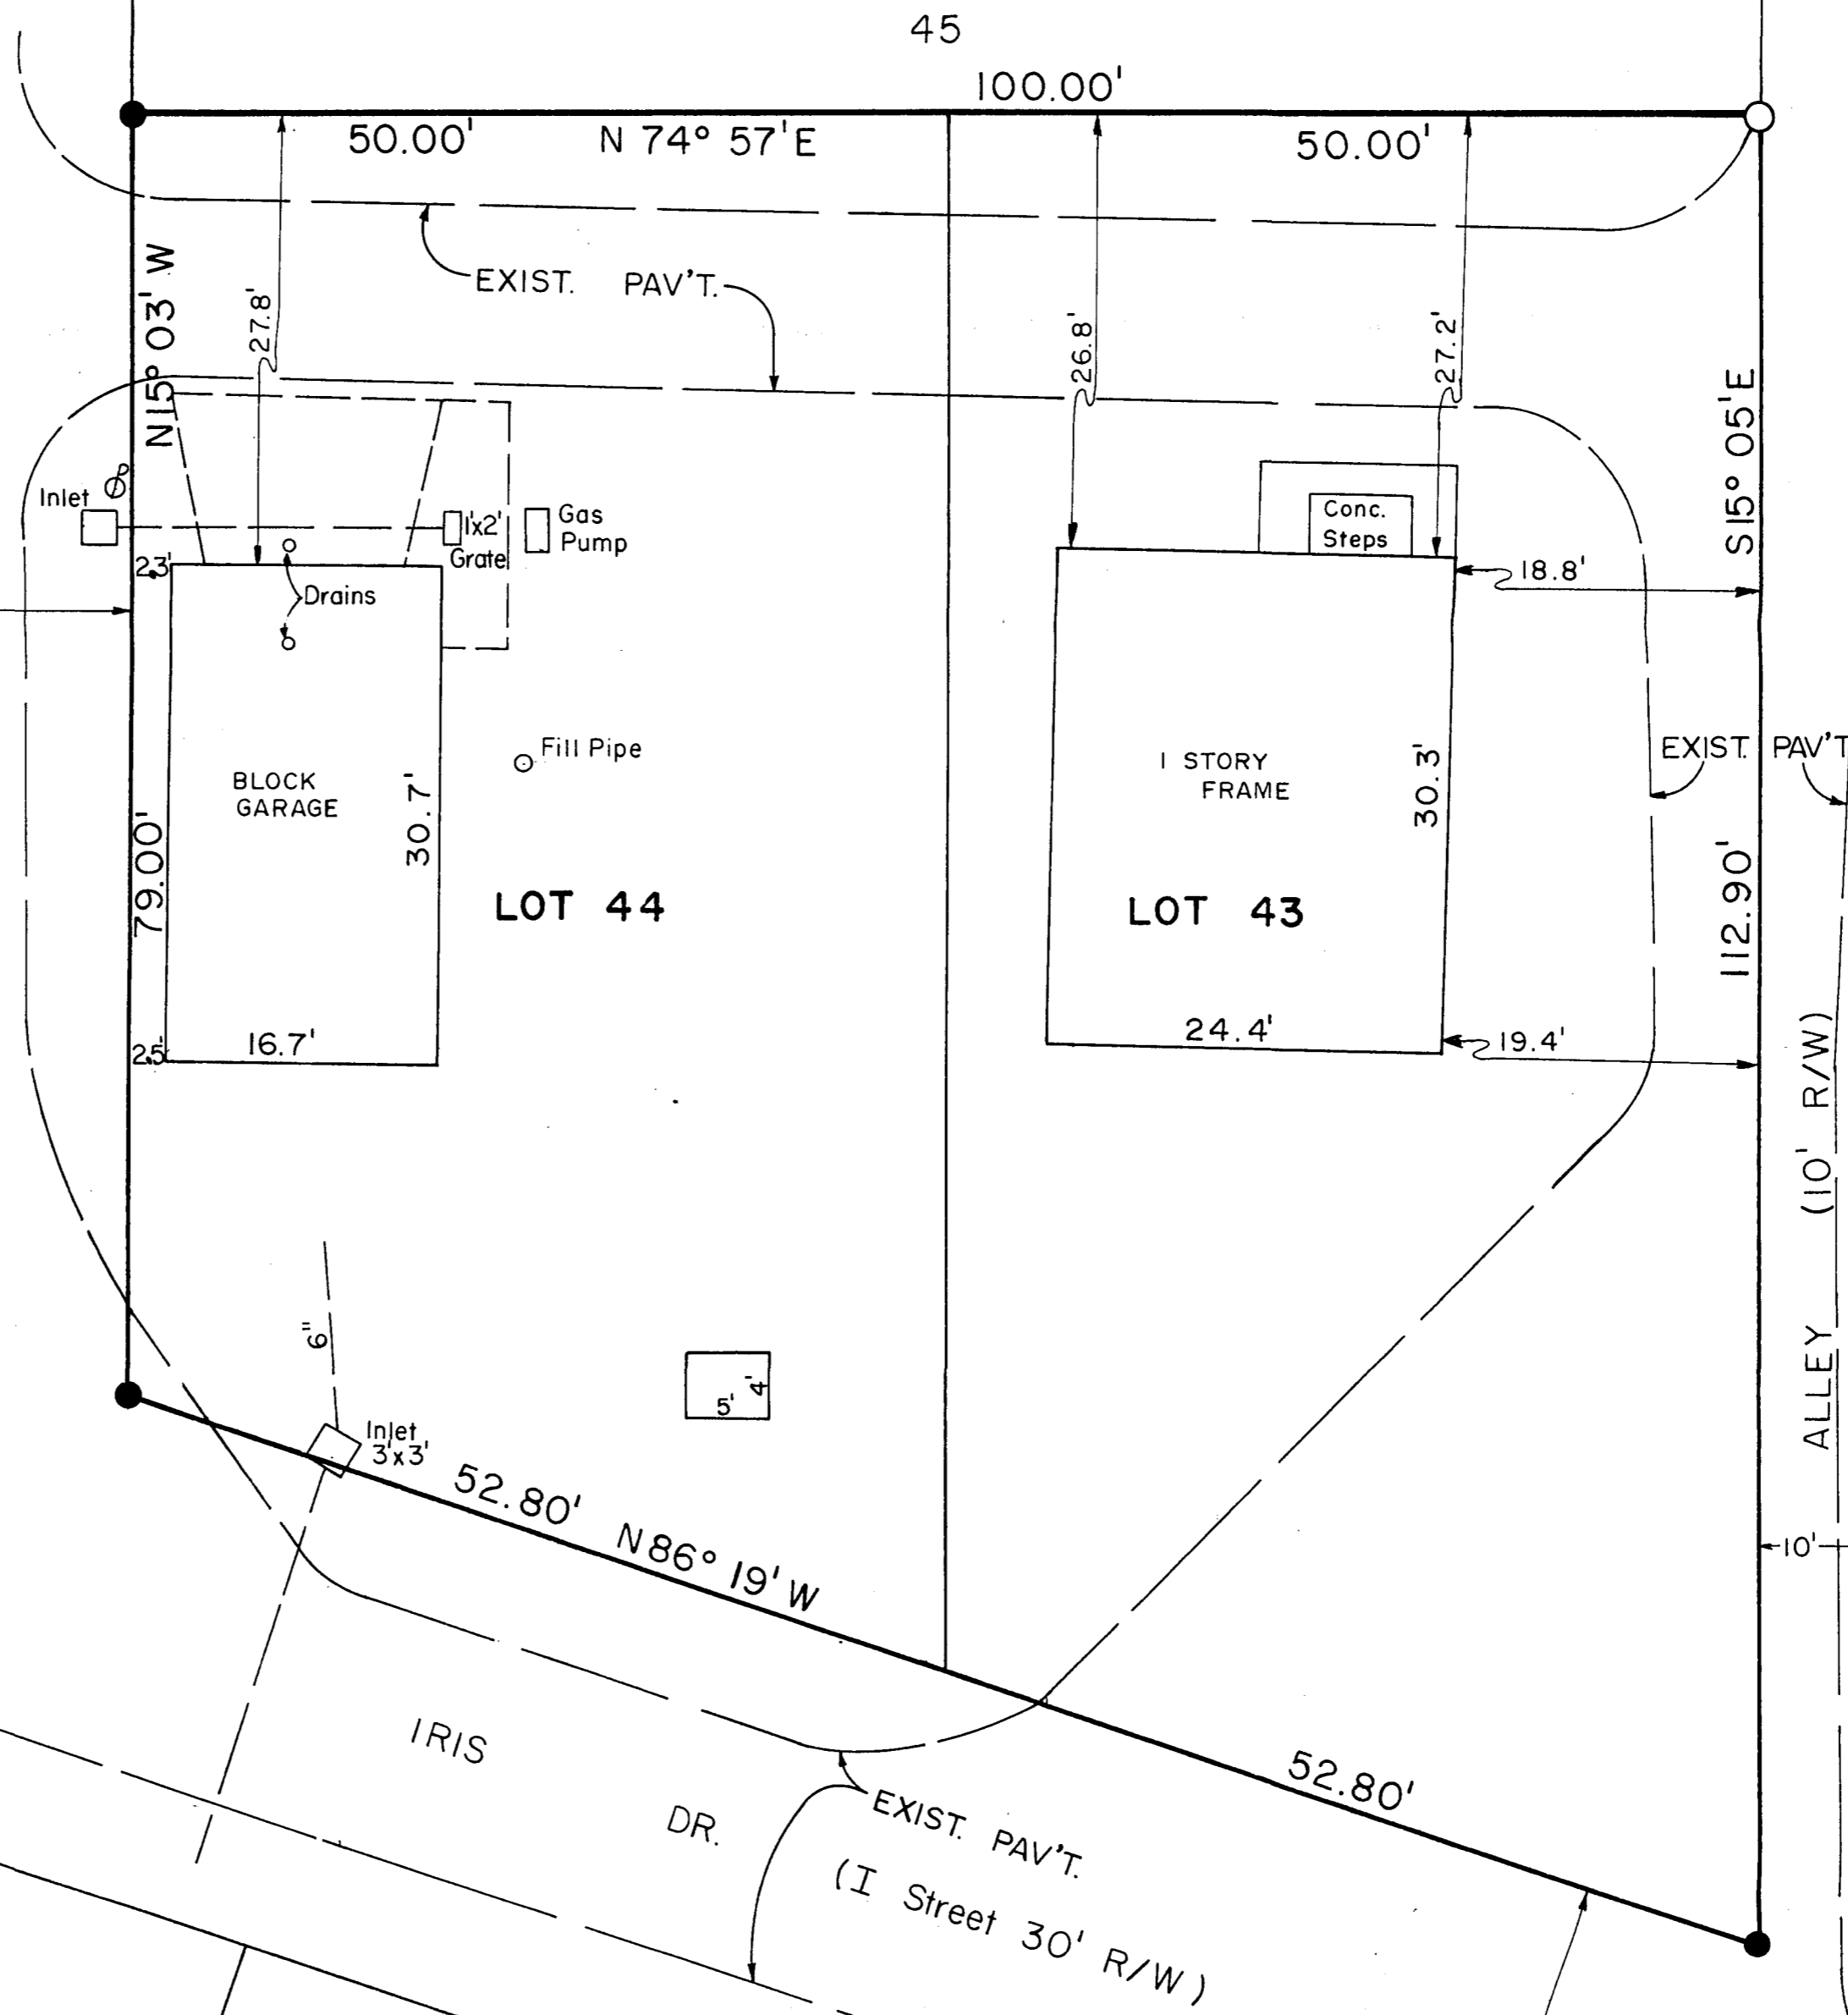 45
100.00'
50.00'
N 74° 57' E
50.00'
N 15° 03' W
27.8'
EXIST. PAV'T.
26.8'
27.2'
S 15° 05' E
Inlet
1'x2'
Grate
Gas
Pump
Conc.
Steps
2.3'
Drains
18.8'
Fill Pipe
BLOCK
GARAGE
30.7'
1 STORY
FRAME
30.3'
EXIST. PAV'T
79.00'
LOT 44
LOT 43
112.90'
2.5'
16.7'
24.4'
19.4'
ALLEY (10' R/W)
6"
5'
4'
Inlet
3'x3'
52.80'
N 86° 19' W
10'
IRIS DR.
52.80'
EXIST. PAV'T.
(I Street 30' R/W)